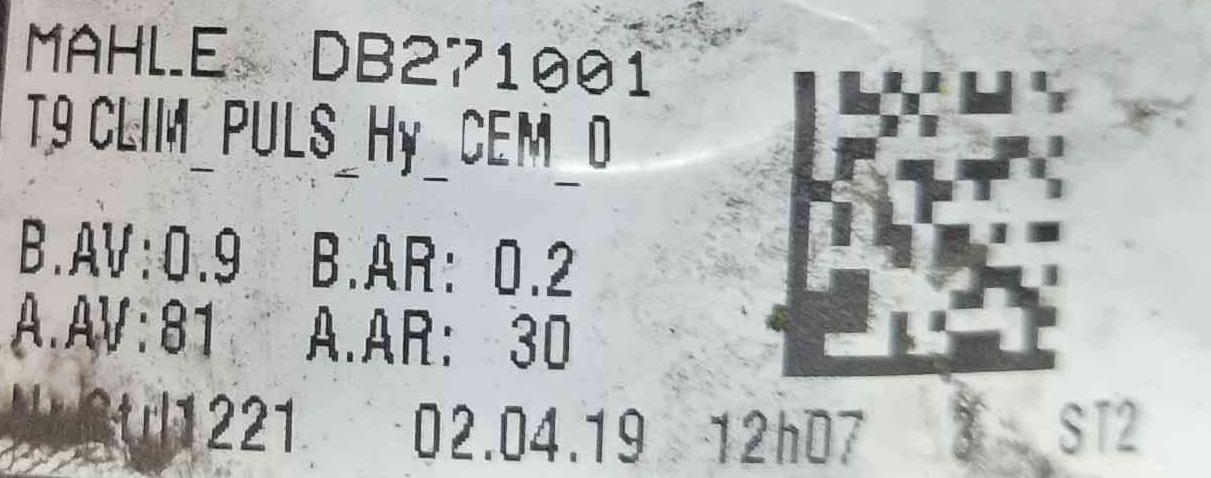 MAHLE DB271001
T9 CLIM_PULS_Hy_CEM_0
B.AV:0.9 B.AR: 0.2
A.AV:81 A.AR: 30
1221 02.04.19 12h07 ST2